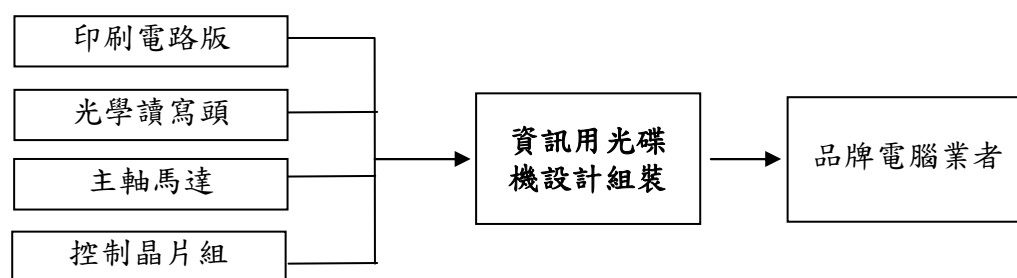 印刷電路版
光學讀寫頭
主軸馬達
控制晶片組
資訊用光碟
機設計組裝
品牌電腦業者